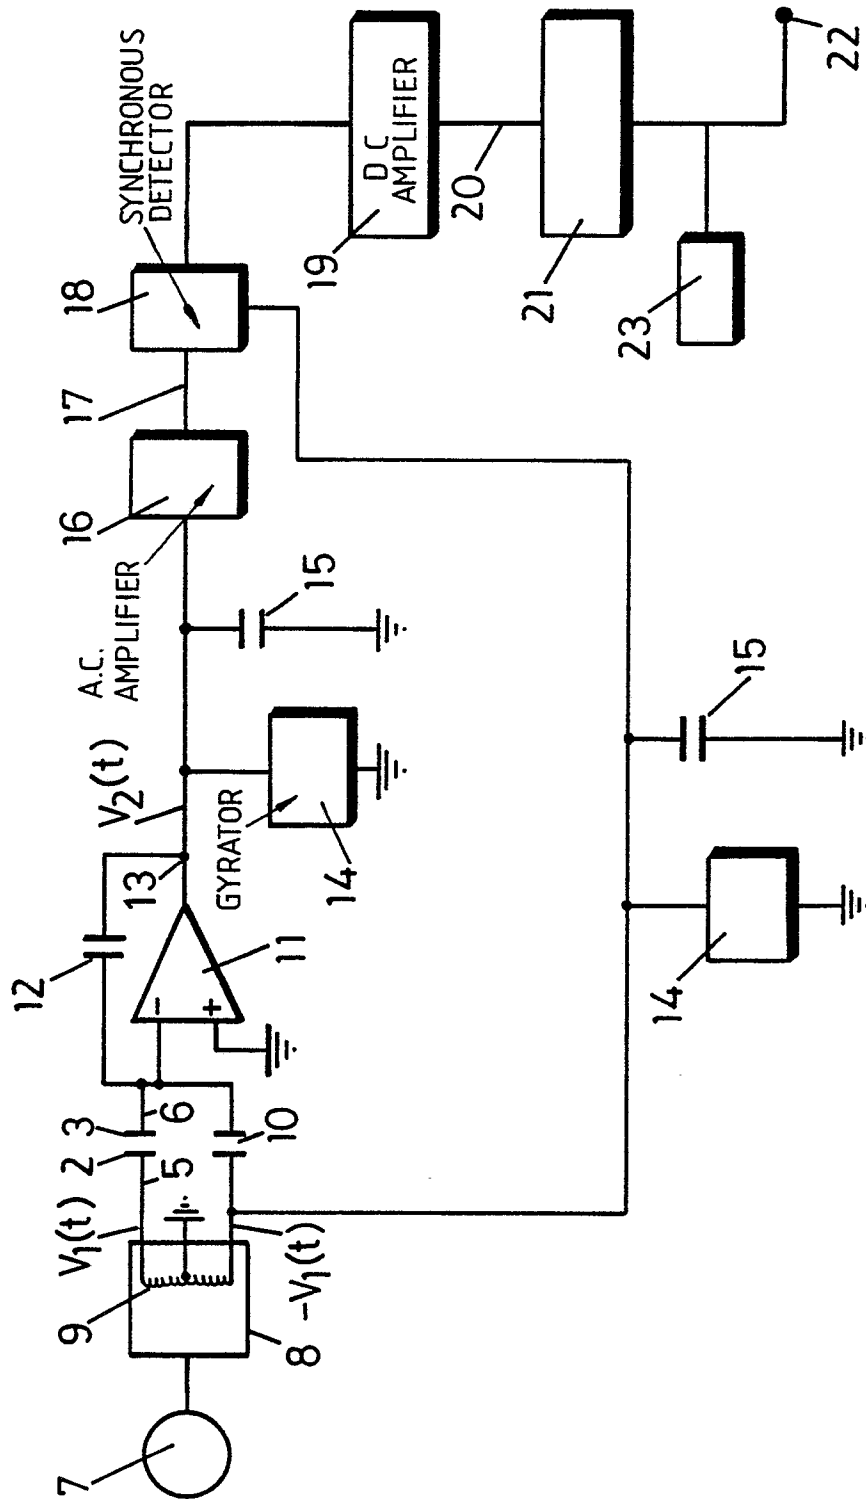 7
9
8
V₁(t)
-V₁(t)
2
3
5
6
10
12
11
-
+
13
V₂(t)
GYRATOR
14
15
A.C.
AMPLIFIER
16
17
18
SYNCHRONOUS
DETECTOR
14
15
19
DC
AMPLIFIER
20
21
23
22